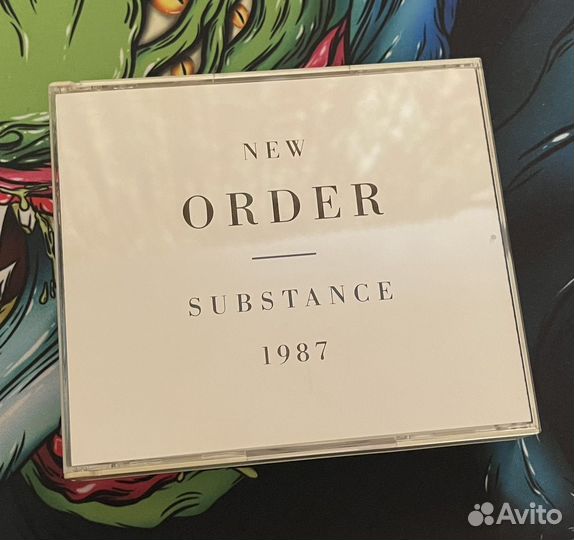 NEW
ORDER
SUBSTANCE
1987
Avito